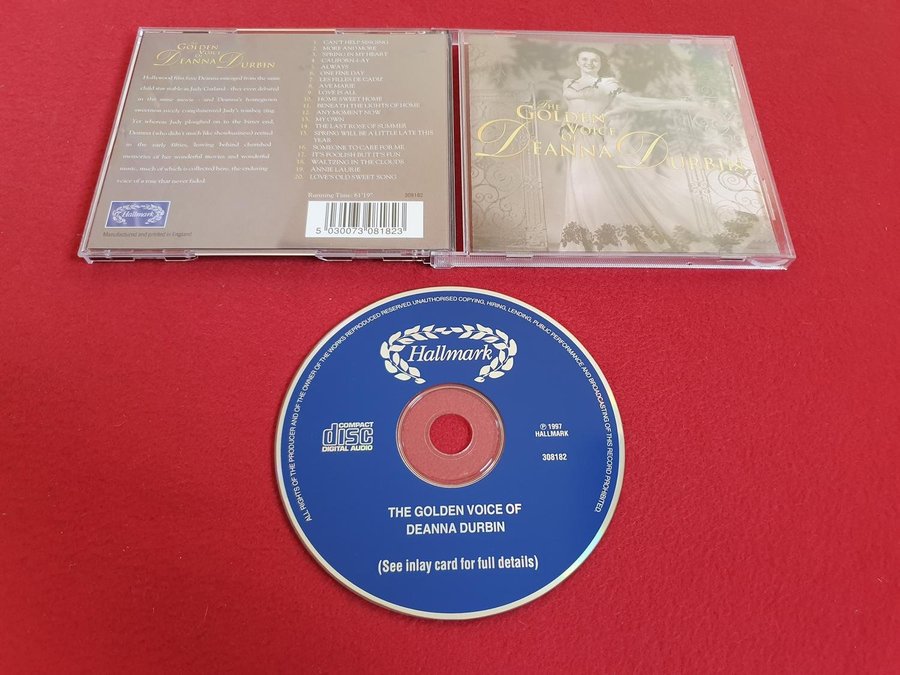 THE
GOLDEN
VOICE
OF
DEANNA DURBIN
Hollywood film fans, Deanna emerged from the same
child star stable as Judy Garland - they even debuted
in the same movie - and Deanna's homegrown
sweetness nicely complimented Judy's zing.
Yet whereas Judy ploughed on to the bitter end,
Deanna (who didn't much like showbusiness) retired
in the early fifties, leaving behind cherished
memories of her wonderful movies and wonderful
music, much of which is collected here, the enduring
voice of a star that never faded.
Hallmark
Manufactured and printed in England
1. CAN'T HELP SINGING
2. MORE AND MORE
3. SPRING IN MY HEART
4. CALIFORN-I-AY
5. ALWAYS
6. ONE FINE DAY
7. LES FILLES DE CADIZ
8. AVE MARIE
9. LOVE IS ALL
10. HOME SWEET HOME
11. BENEATH THE LIGHTS OF HOME
12. ANY MOMENT NOW
13. MY OWN
14. THE LAST ROSE OF SUMMER
15. SPRING WILL BE A LITTLE LATE THIS
YEAR
16. SOMEONE TO CARE FOR ME
17. IT'S FOOLISH BUT IT'S FUN
18. WALTZING IN THE CLOUDS
19. ANNIE LAURIE
20. LOVE'S OLD SWEET SONG
Running Time: 61'19"
308182
5 030073 081823
THE
GOLDEN
VOICE
OF
DEANNA DURBIN
ALL RIGHTS OF THE PRODUCER AND OF THE OWNER OF THE WORKS REPRODUCED RESERVED. UNAUTHORISED COPYING, HIRING, LENDING, PUBLIC PERFORMANCE AND BROADCASTING OF THIS RECORD PROHIBITED.
Hallmark
COMPACT
disc
DIGITAL AUDIO
℗ 1997
HALLMARK
308182
THE GOLDEN VOICE OF
DEANNA DURBIN
(See inlay card for full details)